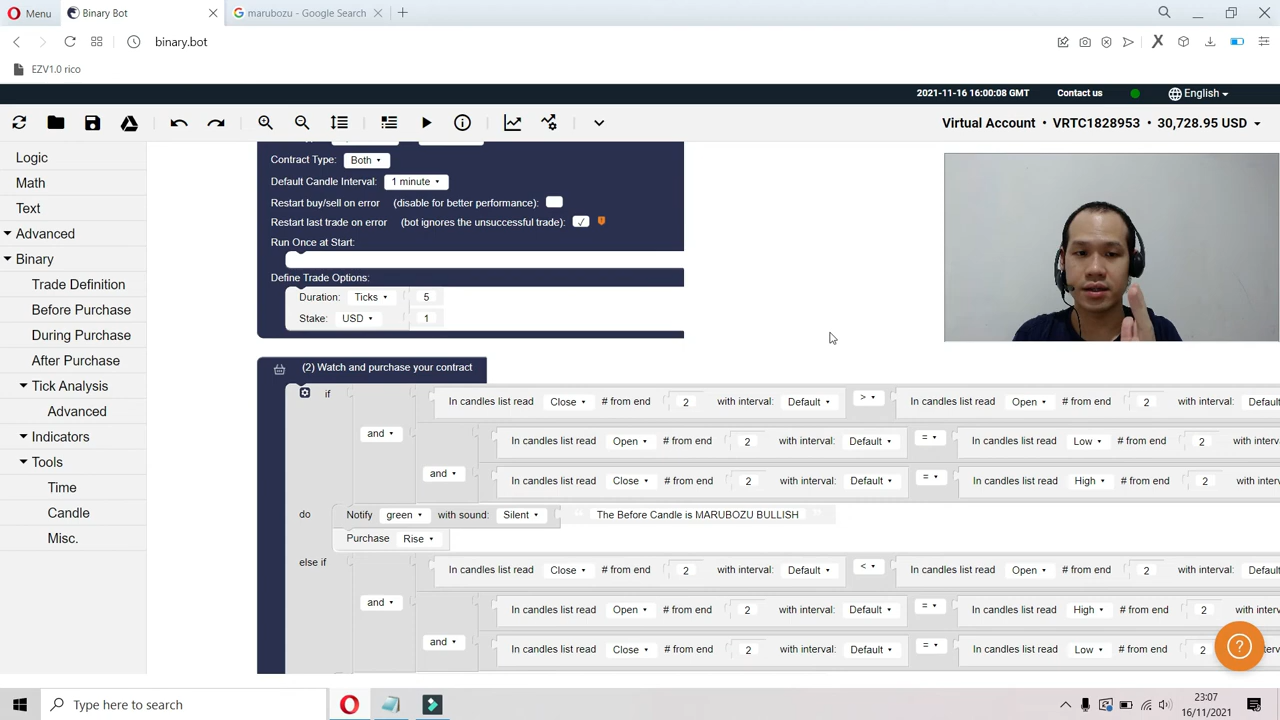 Menu
Binary Bot
marubozu - Google Search
binary.bot
EZV1.0 rico
2021-11-16 16:00:08 GMT
Contact us
English
Virtual Account • VRTC1828953 • 30,728.95 USD
Logic
Math
Text
Advanced
Binary
Trade Definition
Before Purchase
During Purchase
After Purchase
Tick Analysis
Advanced
Indicators
Tools
Time
Candle
Misc.
Contract Type: Both
Default Candle Interval: 1 minute
Restart buy/sell on error (disable for better performance):
Restart last trade on error (bot ignores the unsuccessful trade): ✓
Run Once at Start:
Define Trade Options:
Duration: Ticks 5
Stake: USD 1
(2) Watch and purchase your contract
if In candles list read Close # from end 2 with interval: Default > In candles list read Open # from end 2 with interval: Default
and In candles list read Open # from end 2 with interval: Default = In candles list read Low # from end 2 with inter
and In candles list read Close # from end 2 with interval: Default = In candles list read High # from end 2 with inter
do Notify green with sound: Silent “ The Before Candle is MARUBOZU BULLISH ”
Purchase Rise
else if In candles list read Close # from end 2 with interval: Default < In candles list read Open # from end 2 with interval: Default
and In candles list read Open # from end 2 with interval: Default = In candles list read High # from end 2 with inte
and In candles list read Close # from end 2 with interval: Default = In candles list read Low # from end 2 with inte
?
Type here to search
23:07
16/11/2021